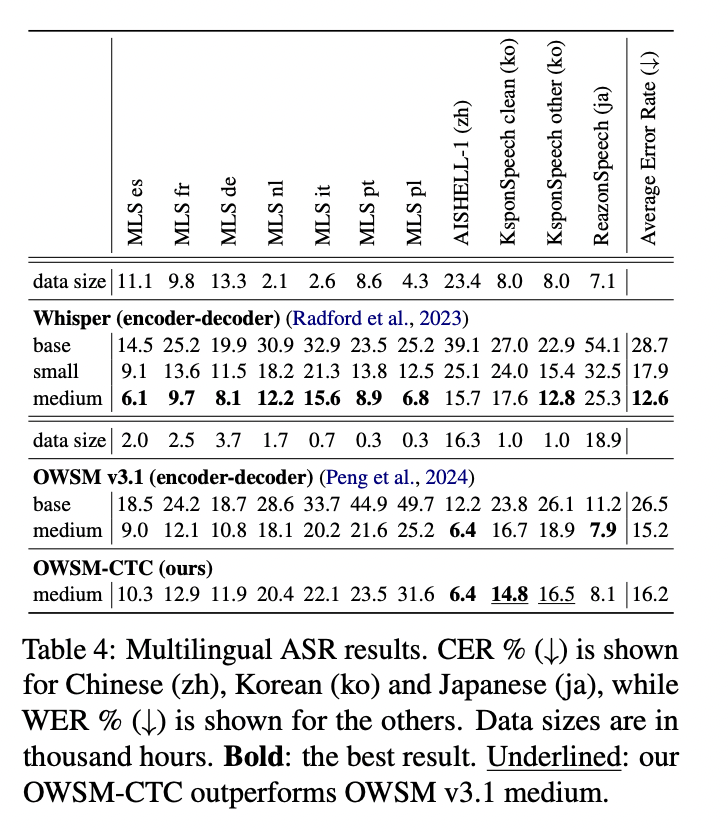 MLS es MLS fr MLS de MLS nl MLS it MLS pt MLS pl AISHELL-1 (zh) KsponSpeech clean (ko) KsponSpeech other (ko) ReazonSpeech (ja) Average Error Rate (↓)
data size 11.1 9.8 13.3 2.1 2.6 8.6 4.3 23.4 8.0 8.0 7.1
Whisper (encoder-decoder) (Radford et al., 2023)
base 14.5 25.2 19.9 30.9 32.9 23.5 25.2 39.1 27.0 22.9 54.1 28.7
small 9.1 13.6 11.5 18.2 21.3 13.8 12.5 25.1 24.0 15.4 32.5 17.9
medium 6.1 9.7 8.1 12.2 15.6 8.9 6.8 15.7 17.6 12.8 25.3 12.6
data size 2.0 2.5 3.7 1.7 0.7 0.3 0.3 16.3 1.0 1.0 18.9
OWSM v3.1 (encoder-decoder) (Peng et al., 2024)
base 18.5 24.2 18.7 28.6 33.7 44.9 49.7 12.2 23.8 26.1 11.2 26.5
medium 9.0 12.1 10.8 18.1 20.2 21.6 25.2 6.4 16.7 18.9 7.9 15.2
OWSM-CTC (ours)
medium 10.3 12.9 11.9 20.4 22.1 23.5 31.6 6.4 14.8 16.5 8.1 16.2
Table 4: Multilingual ASR results. CER % (↓) is shown
for Chinese (zh), Korean (ko) and Japanese (ja), while
WER % (↓) is shown for the others. Data sizes are in
thousand hours. Bold: the best result. Underlined: our
OWSM-CTC outperforms OWSM v3.1 medium.